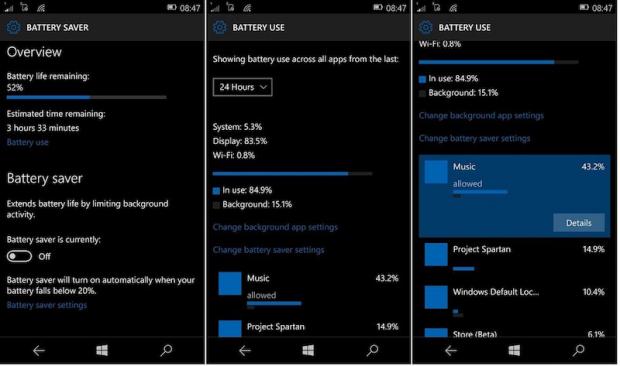 08:47
BATTERY SAVER
Overview
Battery life remaining:
52%
Estimated time remaining:
3 hours 33 minutes
Battery use
Battery saver
Extends battery life by limiting background
activity.
Battery saver is currently:
Off
Battery saver will turn on automatically when your
battery falls below 20%.
Battery saver settings
08:47
BATTERY USE
Showing battery use across all apps from the last:
24 Hours
System: 5.3%
Display: 83.5%
Wi-Fi: 0.8%
In use: 84.9%
Background: 15.1%
Change background app settings
Change battery saver settings
Music 43.2%
allowed
Project Spartan 14.9%
08:47
BATTERY USE
Wi-Fi: 0.8%
In use: 84.9%
Background: 15.1%
Change background app settings
Change battery saver settings
Music 43.2%
allowed
Details
Project Spartan 14.9%
Windows Default Loc... 10.4%
Store (Beta) 6.1%